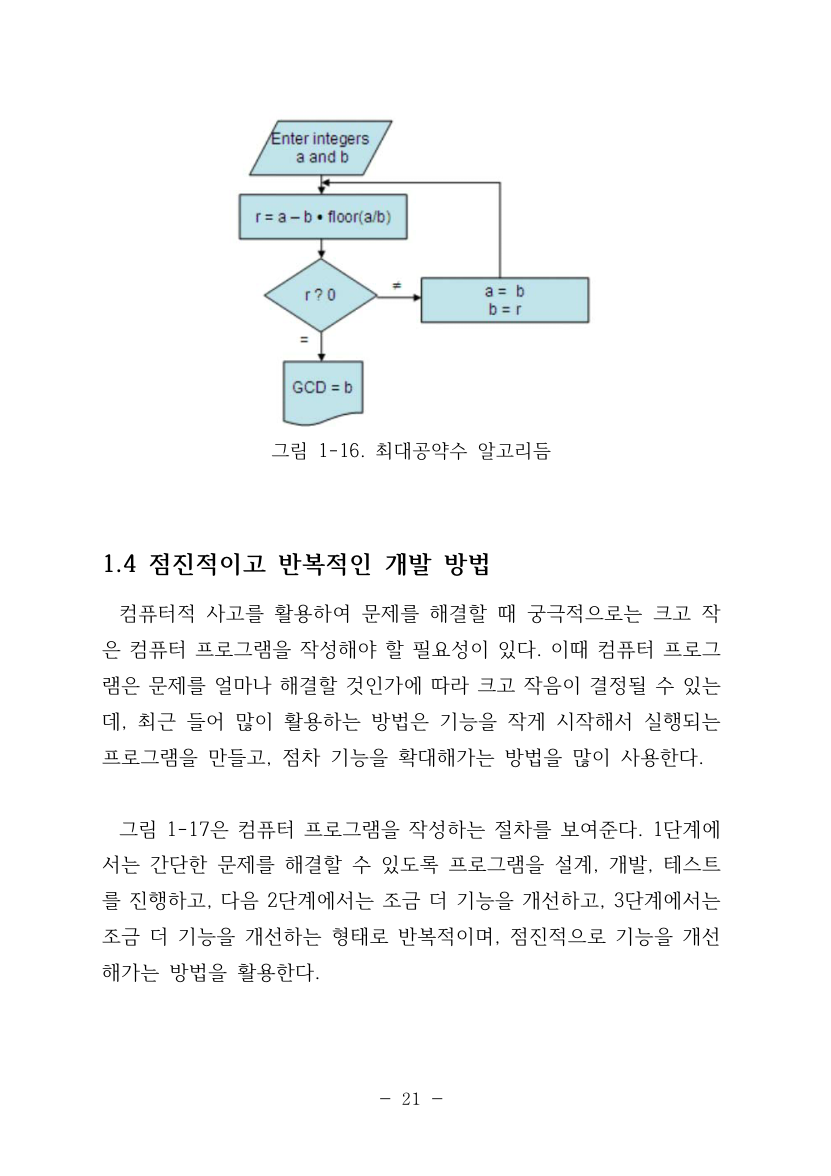 Enter integers
a and b
r = a – b • floor(a/b)
r ? 0
≠
a = b
b = r
=
GCD = b
그림 1-16. 최대공약수 알고리듬
1.4 점진적이고 반복적인 개발 방법
컴퓨터적 사고를 활용하여 문제를 해결할 때 궁극적으로는 크고 작
은 컴퓨터 프로그램을 작성해야 할 필요성이 있다. 이때 컴퓨터 프로그
램은 문제를 얼마나 해결할 것인가에 따라 크고 작음이 결정될 수 있는
데, 최근 들어 많이 활용하는 방법은 기능을 작게 시작해서 실행되는
프로그램을 만들고, 점차 기능을 확대해가는 방법을 많이 사용한다.
그림 1-17은 컴퓨터 프로그램을 작성하는 절차를 보여준다. 1단계에
서는 간단한 문제를 해결할 수 있도록 프로그램을 설계, 개발, 테스트
를 진행하고, 다음 2단계에서는 조금 더 기능을 개선하고, 3단계에서는
조금 더 기능을 개선하는 형태로 반복적이며, 점진적으로 기능을 개선
해가는 방법을 활용한다.
- 21 -